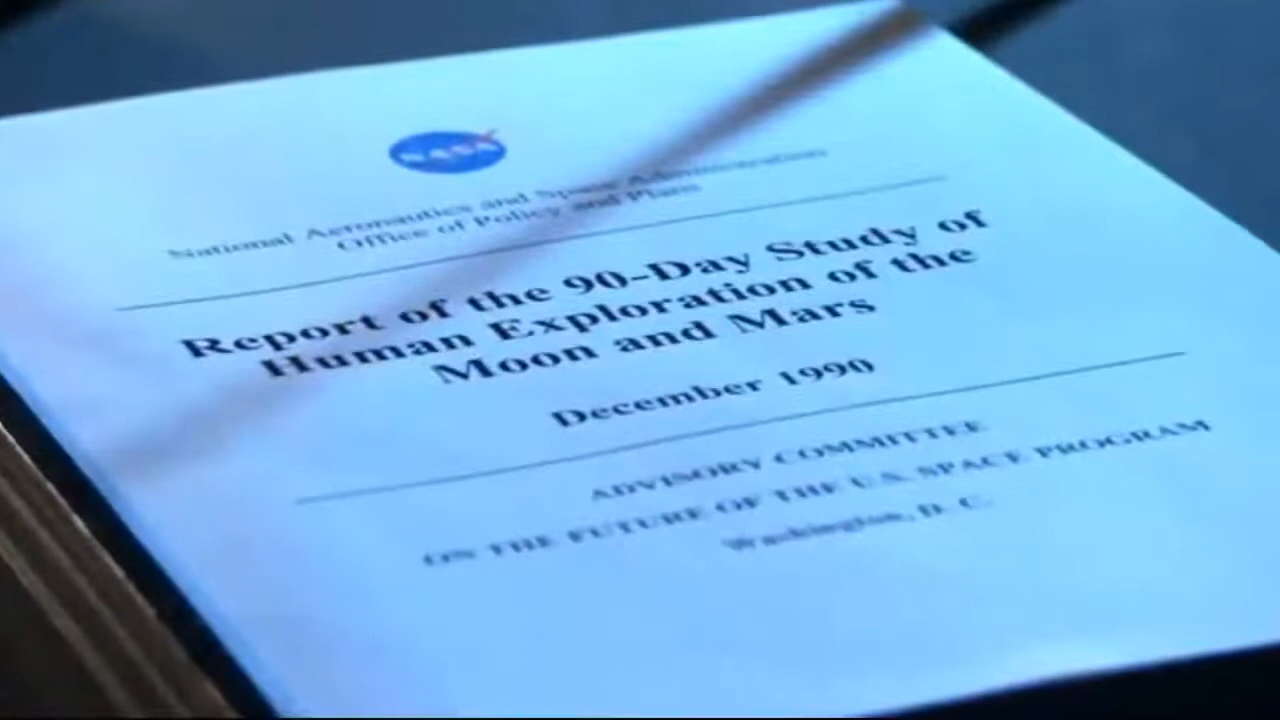 NASA
National Aeronautics and Space Administration
Office of Policy and Plans
Report of the 90-Day Study of
Human Exploration of the
Moon and Mars
December 1990
ADVISORY COMMITTEE
ON THE FUTURE OF THE U.S. SPACE PROGRAM
Washington, D. C.